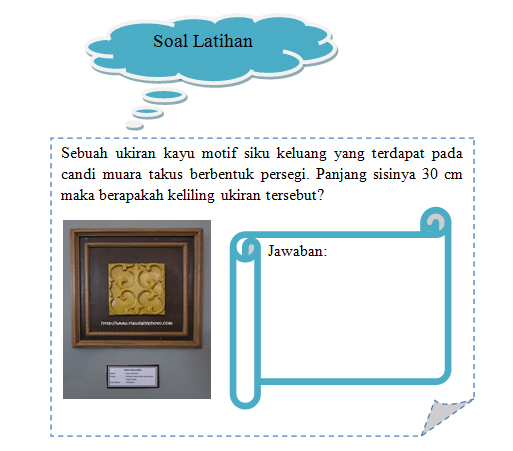 Soal Latihan
Sebuah ukiran kayu motif siku keluang yang terdapat pada
candi muara takus berbentuk persegi. Panjang sisinya 30 cm
maka berapakah keliling ukiran tersebut?
Jawaban: